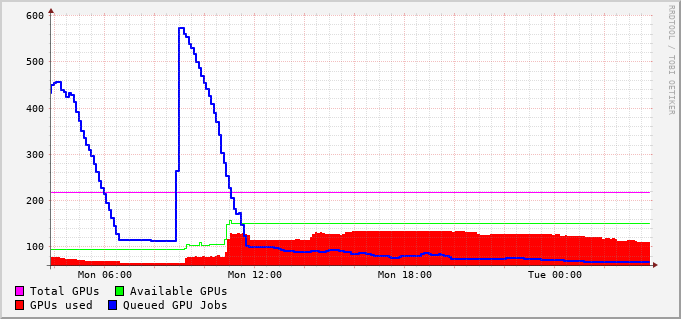 600
500
400
300
200
100
Mon 06:00 Mon 12:00 Mon 18:00 Tue 00:00
Total GPUs Available GPUs
GPUs used Queued GPU Jobs
RRDTOOL / TOBI OETIKER